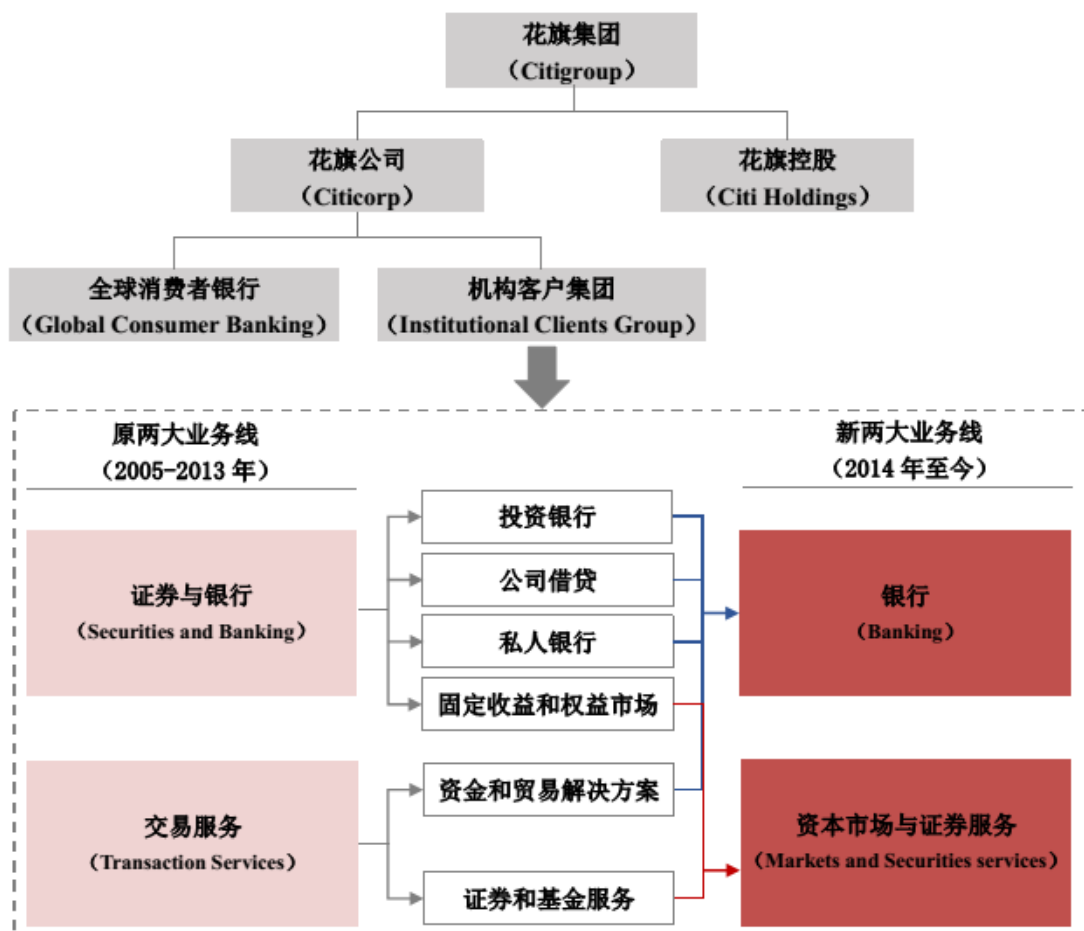 花旗集团
（Citigroup）
花旗公司
（Citicorp）
花旗控股
（Citi Holdings）
全球消费者银行
（Global Consumer Banking）
机构客户集团
（Institutional Clients Group）
原两大业务线
（2005-2013 年）
新两大业务线
（2014 年至今）
证券与银行
（Securities and Banking）
交易服务
（Transaction Services）
投资银行
公司借贷
私人银行
固定收益和权益市场
资金和贸易解决方案
证券和基金服务
银行
（Banking）
资本市场与证券服务
（Markets and Securities services）